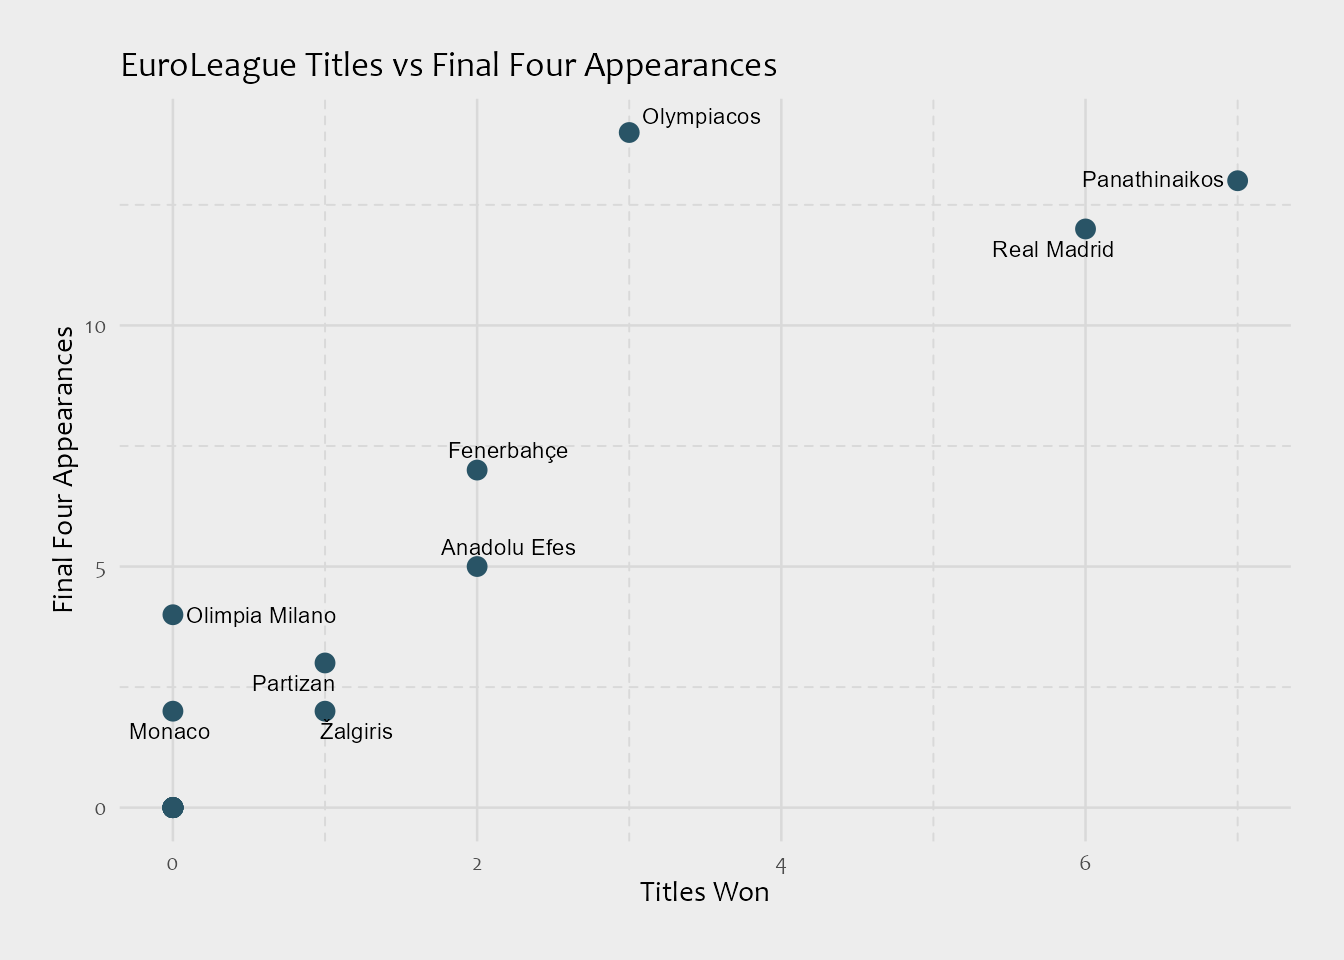 EuroLeague Titles vs Final Four Appearances
Olympiacos
Panathinaikos
Real Madrid
10
Fenerbahçe
Anadolu Efes
5
Olimpia Milano
Partizan
Monaco
Žalgiris
0
0
2
4
6
Titles Won
Final Four Appearances